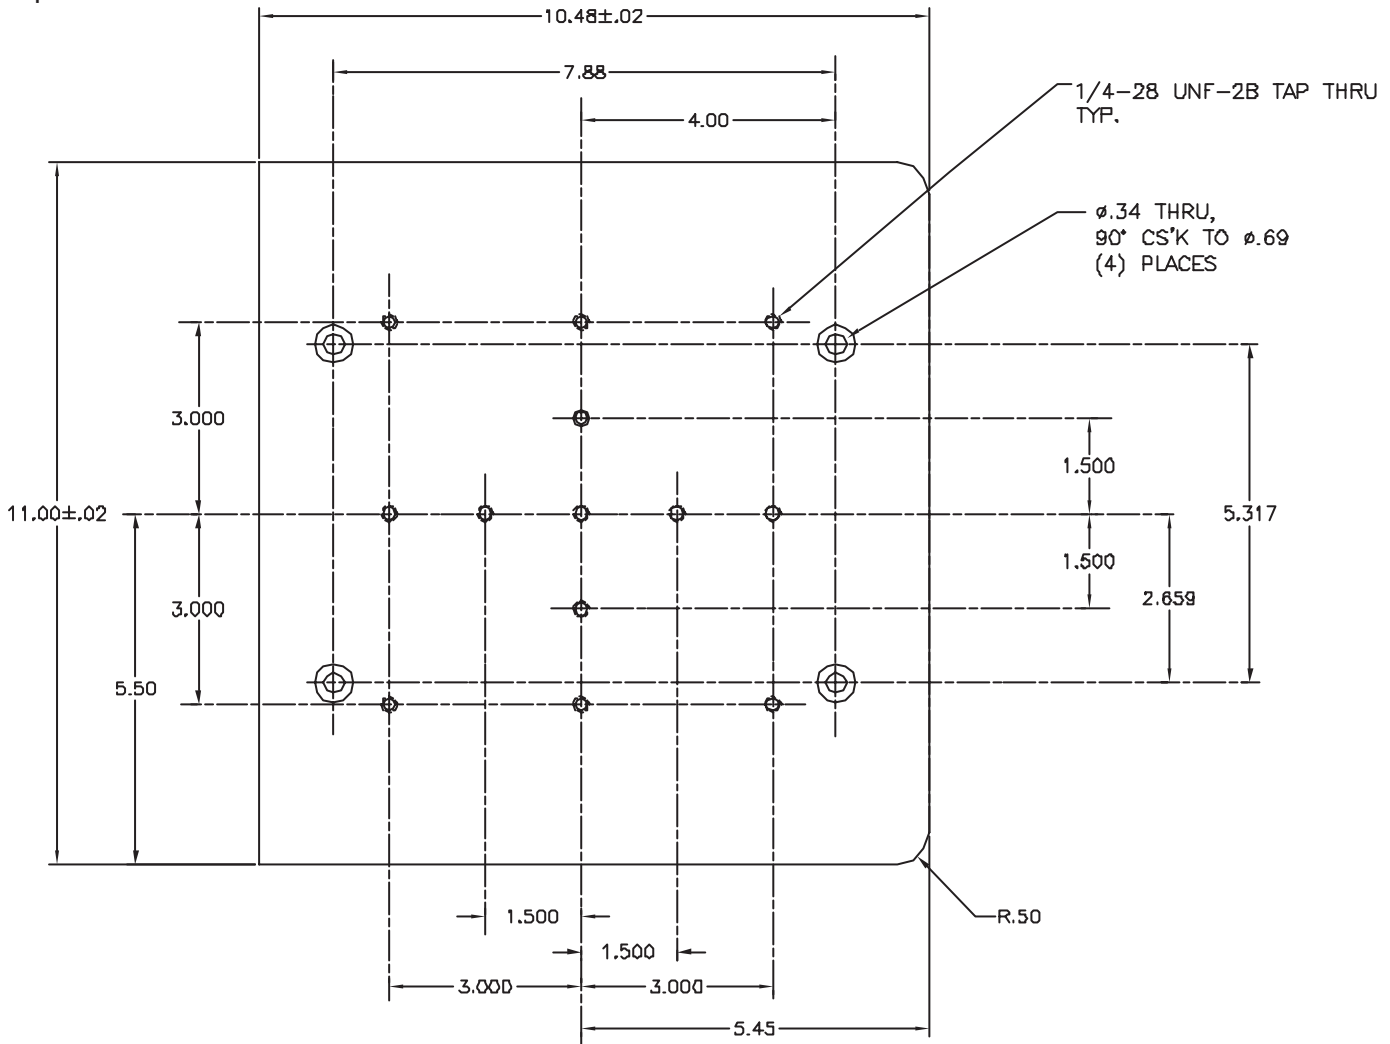 10.48±.02
7.88
4.00
1/4-28 UNF-2B TAP THRU
TYP.
ø.34 THRU,
90° CS'K TO ø.69
(4) PLACES
3.000
1.500
11.00±.02
5.317
1.500
2.659
3.000
5.50
1.500
R.50
1.500
3.000
3.000
5.45